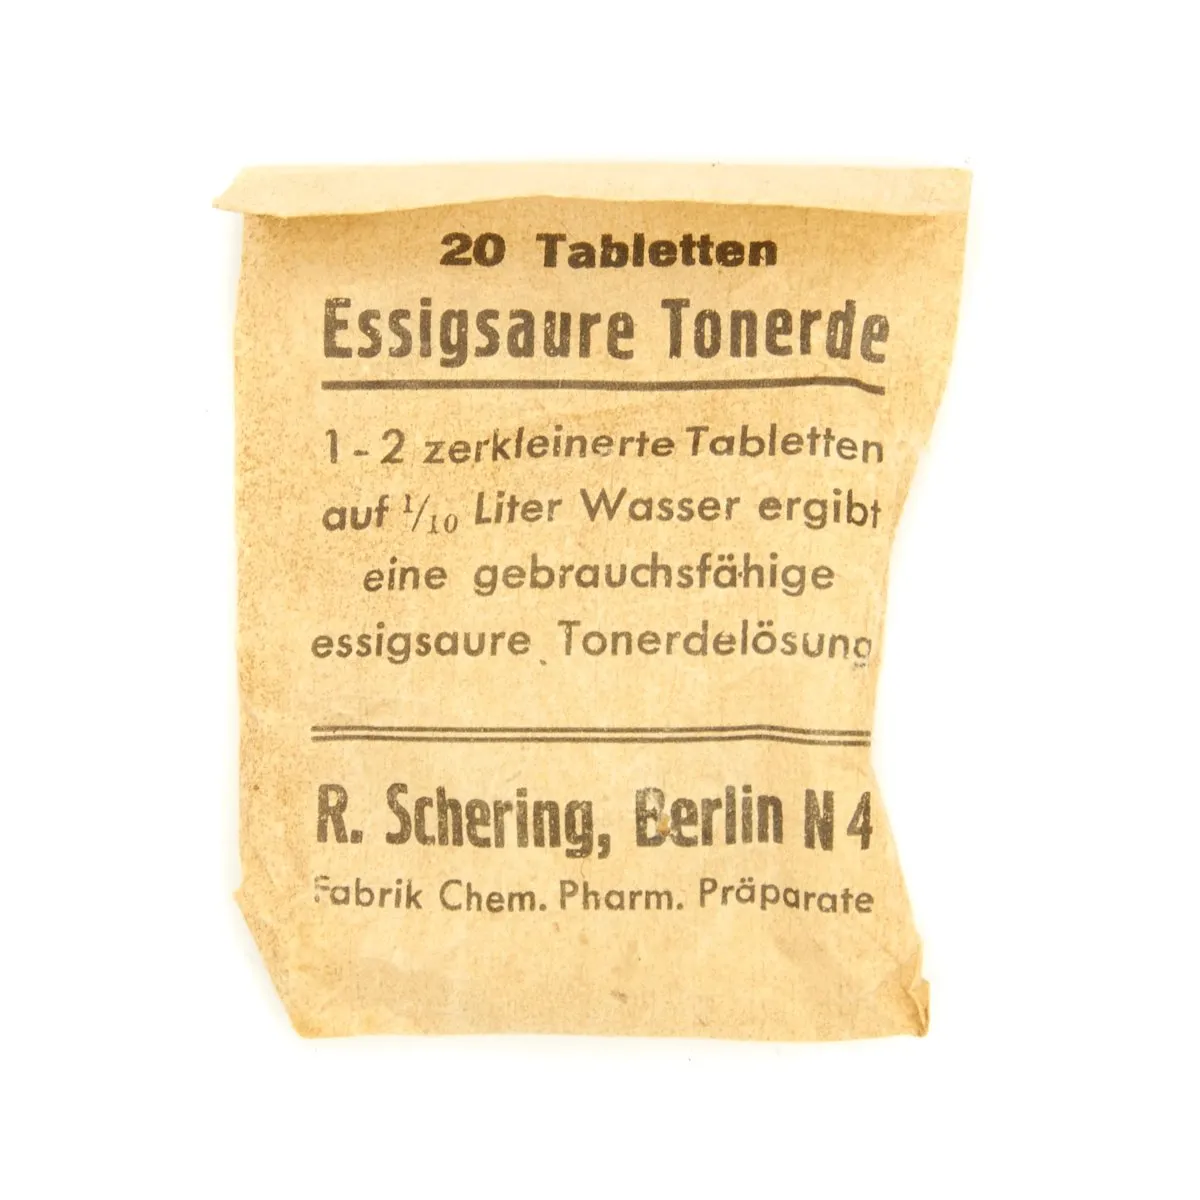 20 Tabletten
Essigsaure Tonerde
1-2 zerkleinerte Tabletten
auf 1/10 Liter Wasser ergibt
eine gebrauchsfähige
essigsaure Tonerdelösung
R. Schering, Berlin N 4
Fabrik Chem. Pharm. Präparate